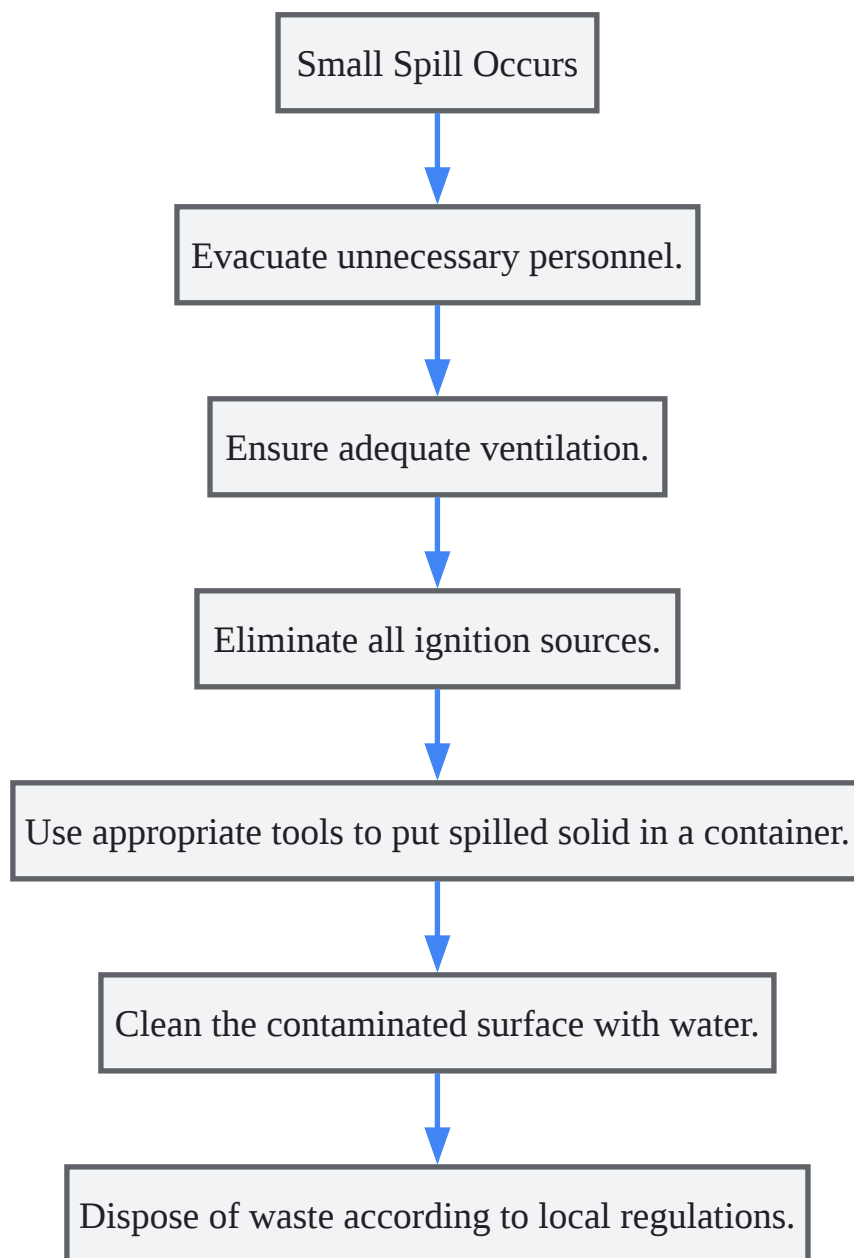 Small Spill Occurs
Evacuate unnecessary personnel.
Ensure adequate ventilation.
Eliminate all ignition sources.
Use appropriate tools to put spilled solid in a container.
Clean the contaminated surface with water.
Dispose of waste according to local regulations.